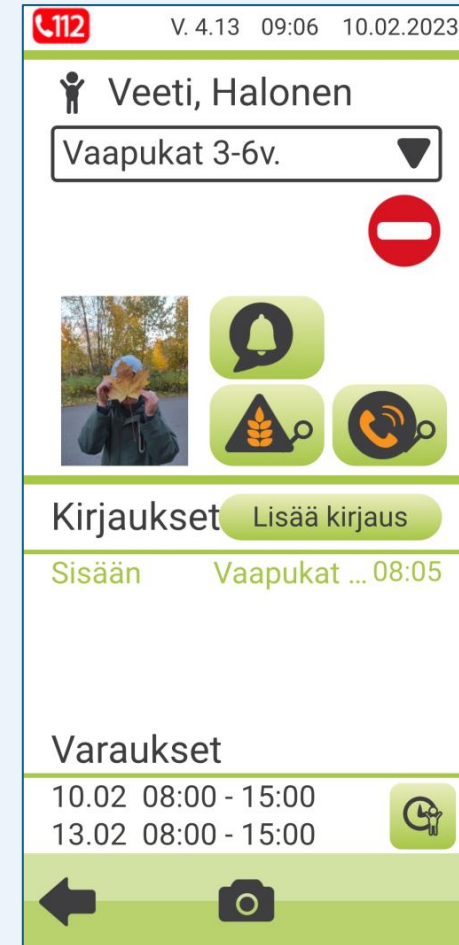 112 V. 4.13 09:06 10.02.2023
Veeti, Halonen
Vaapukat 3-6v.
Kirjaukset Lisää kirjaus
Sisään Vaapukat ... 08:05
Varaukset
10.02 08:00 - 15:00
13.02 08:00 - 15:00